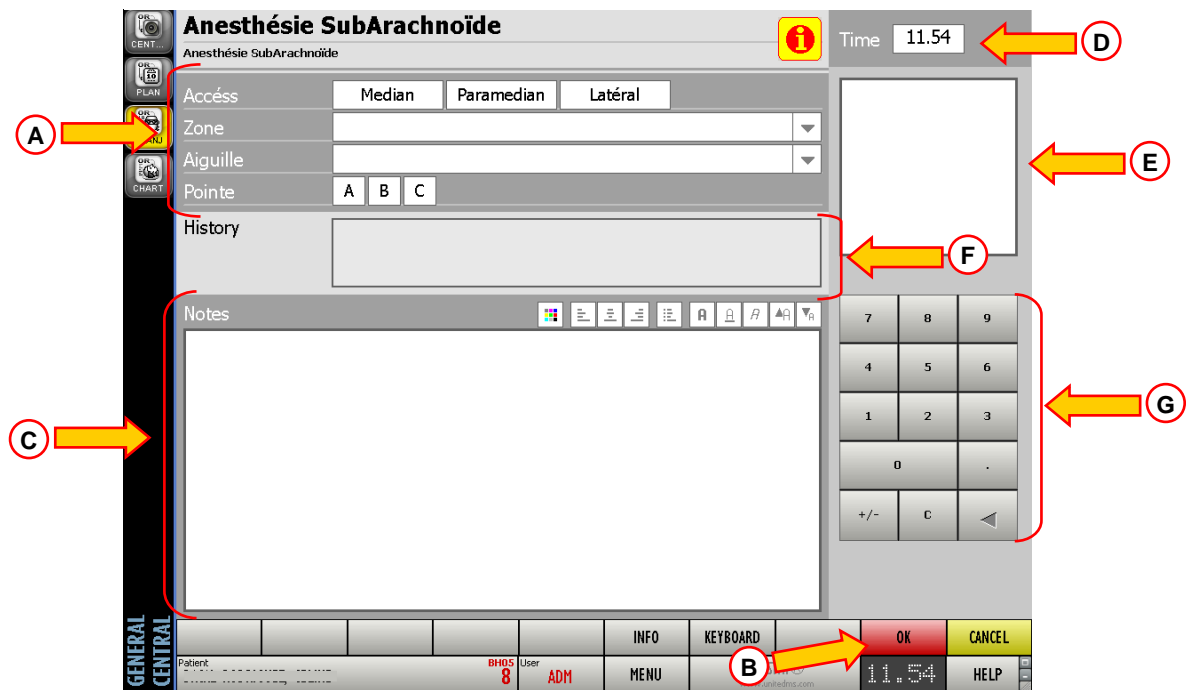 OR
CENT...
OR
10
PLAN
OR
ANJ
OR
CHART
Anesthésie SubArachnoïde
Anesthésie SubArachnoïde
Time 11.54
D
A
Accéss Median Paramedian Latéral
Zone
Aiguille
Pointe A B C
E
History
F
Notes
7 8 9
4 5 6
1 2 3
0 .
+/- C
C
G
GENERAL
CENTRAL
INFO KEYBOARD OK CANCEL
B
Patient BH05 8 User ADM MENU 11.54 HELP